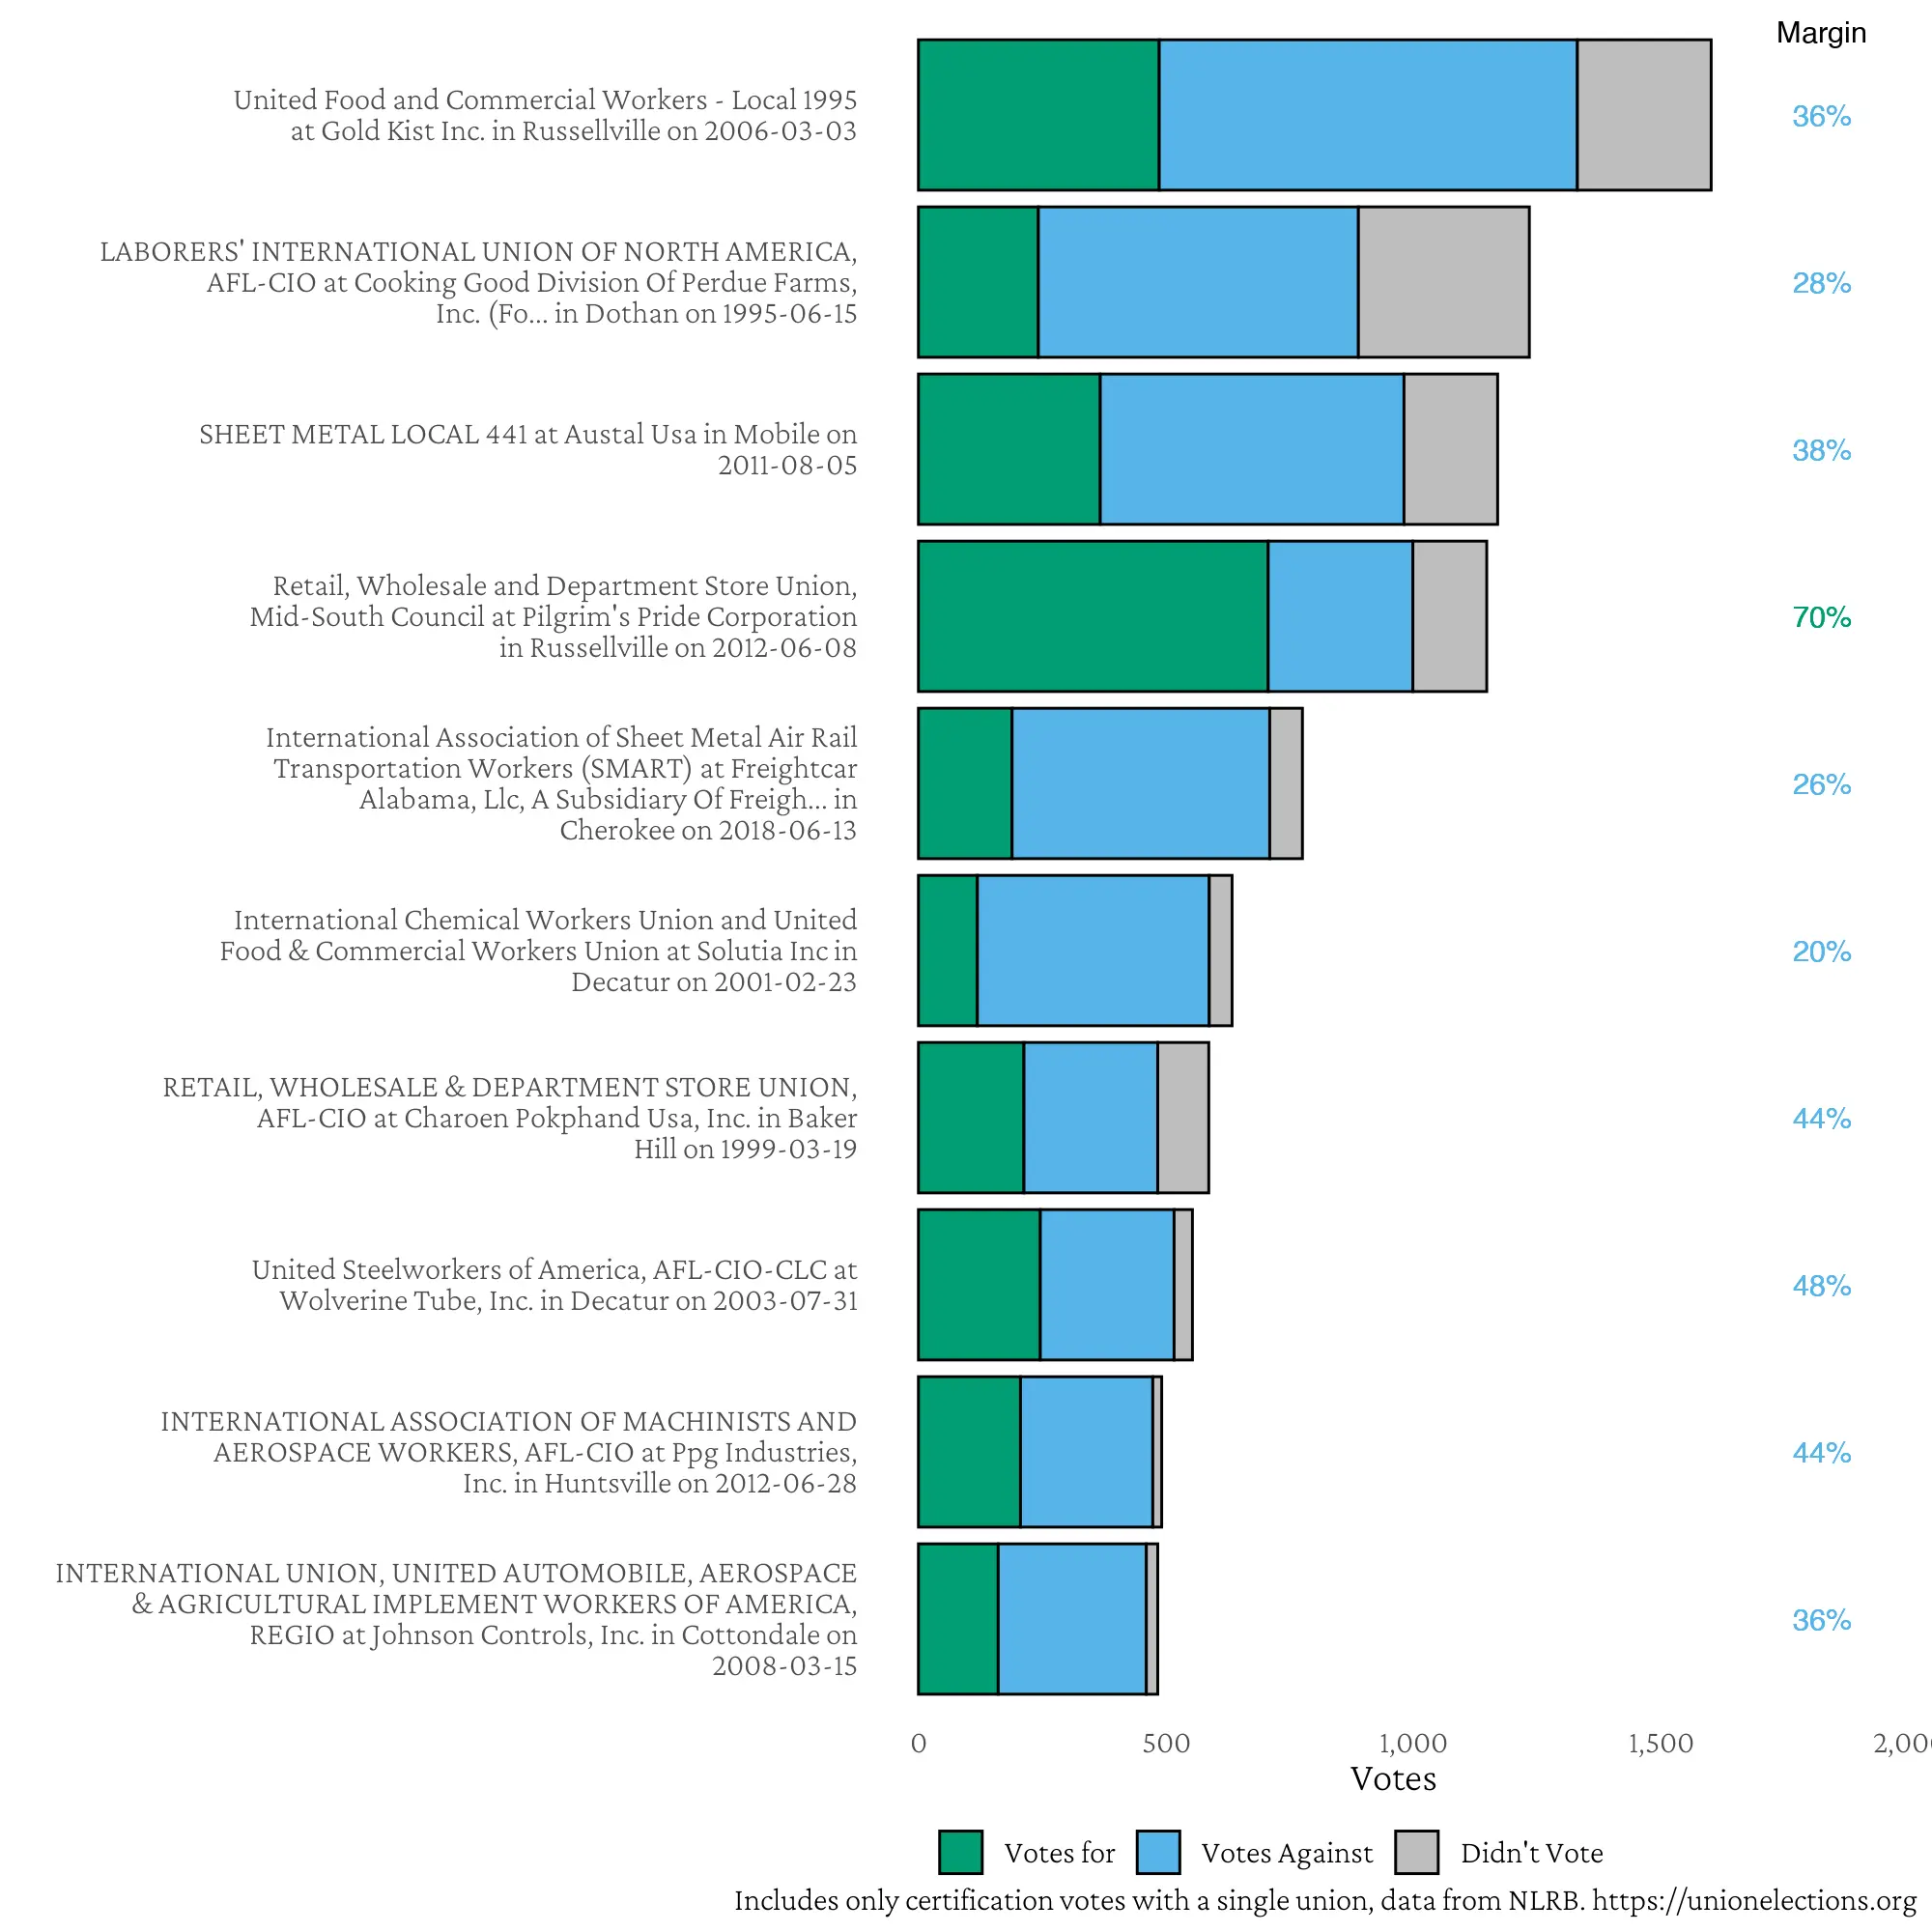 Margin
United Food and Commercial Workers - Local 1995
at Gold Kist Inc. in Russellville on 2006-03-03
36%
LABORERS' INTERNATIONAL UNION OF NORTH AMERICA,
AFL-CIO at Cooking Good Division Of Perdue Farms,
Inc. (Fo... in Dothan on 1995-06-15
28%
SHEET METAL LOCAL 441 at Austal Usa in Mobile on
2011-08-05
38%
Retail, Wholesale and Department Store Union,
Mid-South Council at Pilgrim's Pride Corporation
in Russellville on 2012-06-08
70%
International Association of Sheet Metal Air Rail
Transportation Workers (SMART) at Freightcar
Alabama, Llc, A Subsidiary Of Freigh... in
Cherokee on 2018-06-13
26%
International Chemical Workers Union and United
Food & Commercial Workers Union at Solutia Inc in
Decatur on 2001-02-23
20%
RETAIL, WHOLESALE & DEPARTMENT STORE UNION,
AFL-CIO at Charoen Pokphand Usa, Inc. in Baker
Hill on 1999-03-19
44%
United Steelworkers of America, AFL-CIO-CLC at
Wolverine Tube, Inc. in Decatur on 2003-07-31
48%
INTERNATIONAL ASSOCIATION OF MACHINISTS AND
AEROSPACE WORKERS, AFL-CIO at Ppg Industries,
Inc. in Huntsville on 2012-06-28
44%
INTERNATIONAL UNION, UNITED AUTOMOBILE, AEROSPACE
& AGRICULTURAL IMPLEMENT WORKERS OF AMERICA,
REGIO at Johnson Controls, Inc. in Cottondale on
2008-03-15
36%
0 500 1,000 1,500 2,00
Votes
Votes for Votes Against Didn't Vote
Includes only certification votes with a single union, data from NLRB. https://unionelections.org